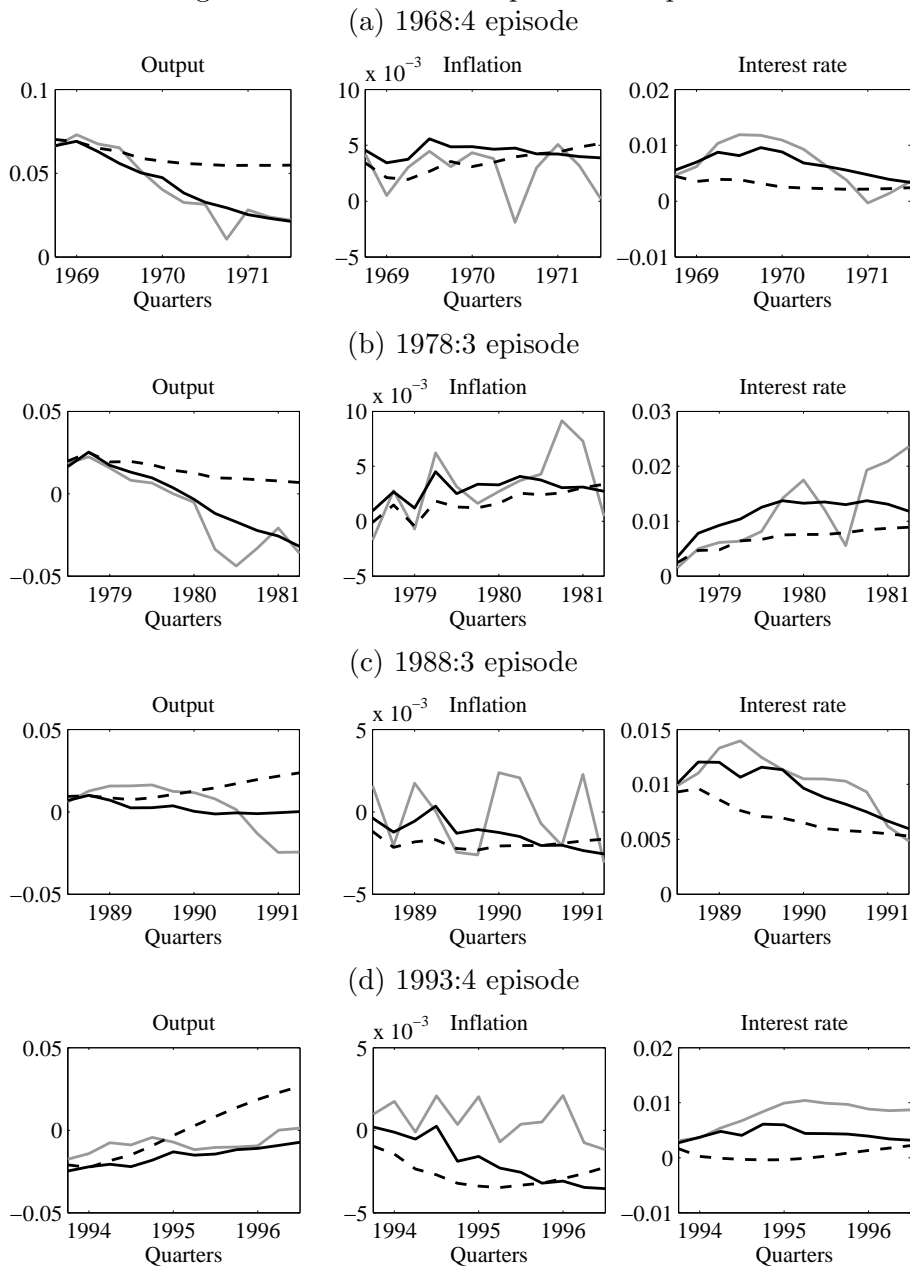 (a) 1968:4 episode
Output
x 10−3
Inflation
Interest rate
0.1
0.05
0
10
5
0
−5
0.02
0.01
0
−0.01
1969 1970 1971
1969 1970 1971
1969 1970 1971
Quarters
Quarters
Quarters
(b) 1978:3 episode
Output
x 10−3
Inflation
Interest rate
0.05
0
−0.05
10
5
0
−5
0.03
0.02
0.01
0
1979 1980 1981
1979 1980 1981
1979 1980 1981
Quarters
Quarters
Quarters
(c) 1988:3 episode
Output
x 10−3
Inflation
Interest rate
0.05
0
−0.05
5
0
−5
0.015
0.01
0.005
0
1989 1990 1991
1989 1990 1991
1989 1990 1991
Quarters
Quarters
Quarters
(d) 1993:4 episode
Output
x 10−3
Inflation
Interest rate
0.05
0
−0.05
5
0
−5
0.02
0.01
0
−0.01
1994 1995 1996
1994 1995 1996
1994 1995 1996
Quarters
Quarters
Quarters